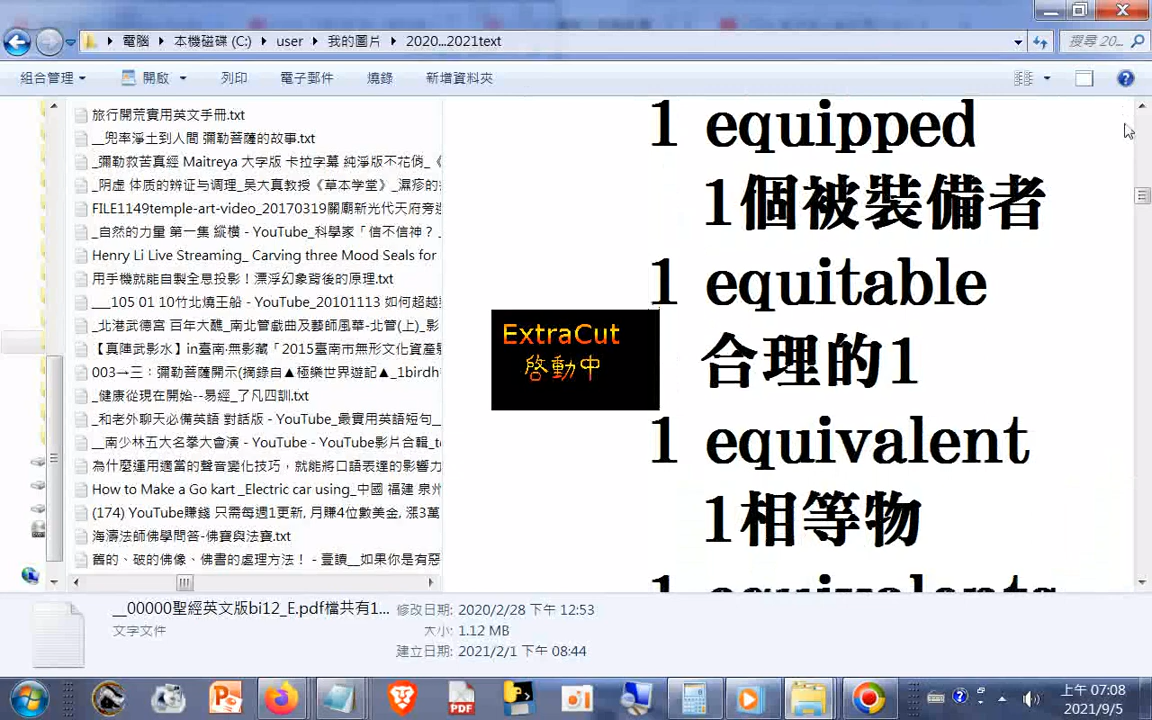 電腦 ▸ 本機磁碟 (C:) ▸ user ▸ 我的圖片 ▸ 2020...2021text
搜尋 20...
組合管理 開啟 列印 電子郵件 燒錄 新增資料夾
旅行開荒實用英文手冊.txt
__兜率淨土到人間 彌勒菩薩的故事.txt
_彌勒救苦真經 Maitreya 大字版 卡拉字幕 純淨版不花俏_《
_阴虚 体质的辨证与调理_吴大真教授《草本学堂》_濕疹的
FILE1149temple-art-video_20170319關廟新光代天府旁
_自然的力量 第一集 縱橫 - YouTube_科學家「信不信神？
Henry Li Live Streaming_ Carving three Mood Seals for
用手機就能自製全息投影！漂浮幻象背後的原理.txt
___105 01 10竹北燒王船 - YouTube_20101113 如何超越
_北港武德宮 百年大醮_南北管戲曲及藝師風華-北管(上)_影
【真陣武影水】in臺南·無影藏「2015臺南市無形文化資產
003→三：彌勒菩薩開示(摘錄自▲極樂世界遊記▲_1birdh
_健康從現在開始--易經_了凡四訓.txt
_和老外聊天必備英語 對話版 - YouTube_最實用英語短句_
__南少林五大名拳大會演 - YouTube - YouTube影片合輯_t
為什麼運用適當的聲音變化技巧，就能將口語表達的影響力
How to Make a Go kart _Electric car using_中國 福建 泉州
(174) YouTube賺錢 只需每週1更新, 月賺4位數美金, 漲3萬
海濤法師佛學問答-佛寶與法寶.txt
舊的、破的佛像、佛書的處理方法！ - 壹讀__如果你是有惡
1 equipped
1個被裝備者
1 equitable
合理的1
1 equivalent
1相等物
1 equivalents
ExtraCut
啓動中
__00000聖經英文版bi12_E.pdf檔共有1...
文字文件
修改日期: 2020/2/28 下午 12:53
大小: 1.12 MB
建立日期: 2021/2/1 下午 08:44
上午 07:08
2021/9/5